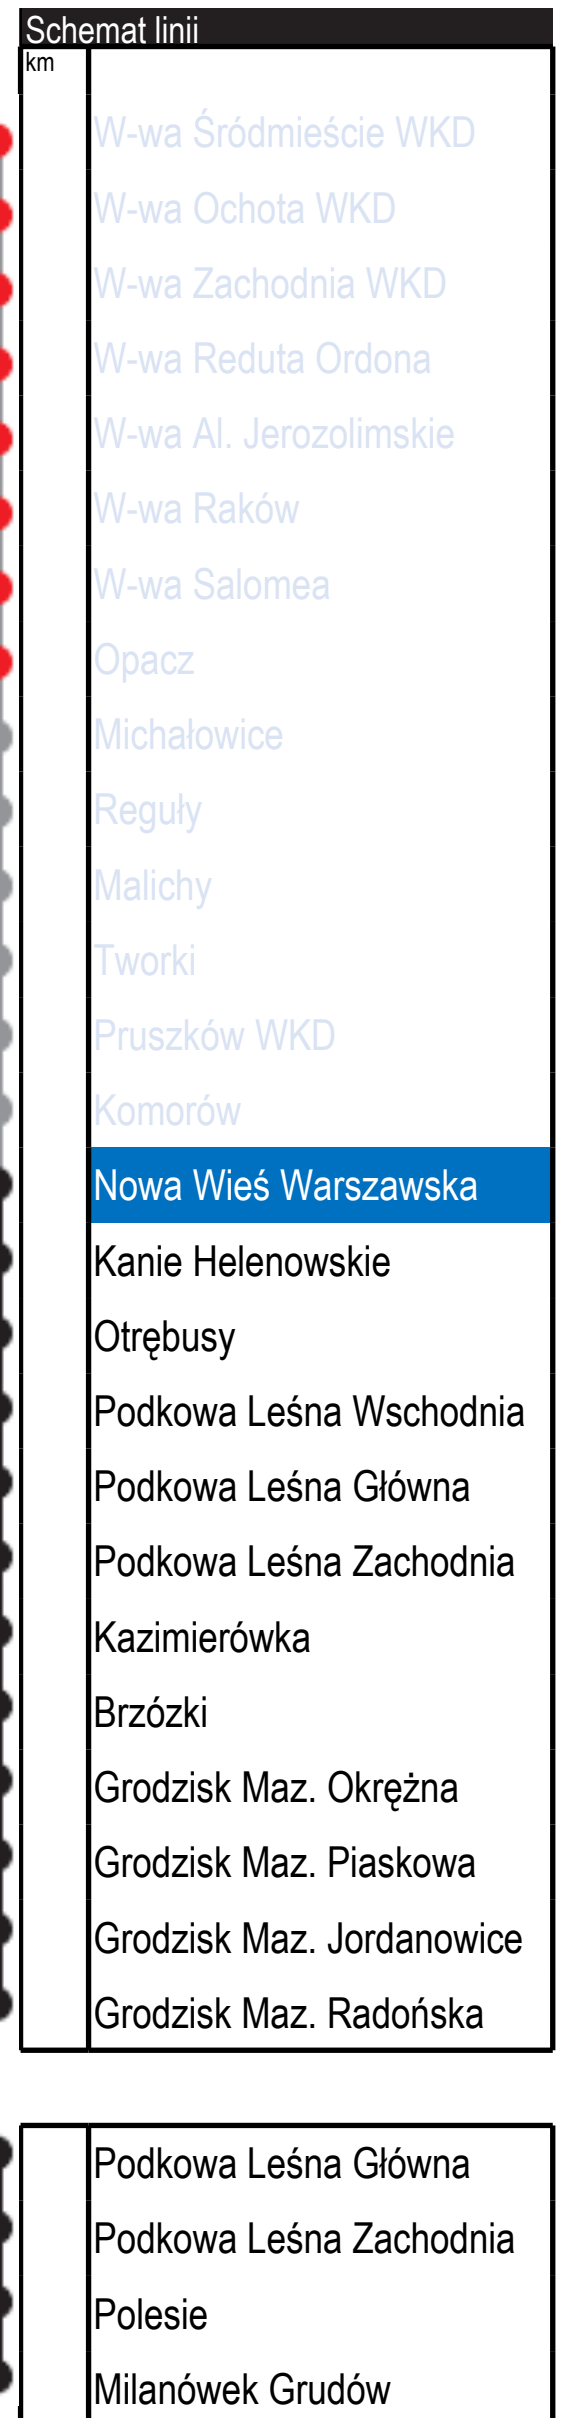 Schemat linii
km
W-wa Śródmieście WKD
W-wa Ochota WKD
W-wa Zachodnia WKD
W-wa Reduta Ordona
W-wa Al. Jerozolimskie
W-wa Raków
W-wa Salomea
Opacz
Michałowice
Reguły
Malichy
Tworki
Pruszków WKD
Komorów
Nowa Wieś Warszawska
Kanie Helenowskie
Otrębusy
Podkowa Leśna Wschodnia
Podkowa Leśna Główna
Podkowa Leśna Zachodnia
Kazimierówka
Brzózki
Grodzisk Maz. Okrężna
Grodzisk Maz. Piaskowa
Grodzisk Maz. Jordanowice
Grodzisk Maz. Radońska
Podkowa Leśna Główna
Podkowa Leśna Zachodnia
Polesie
Milanówek Grudów